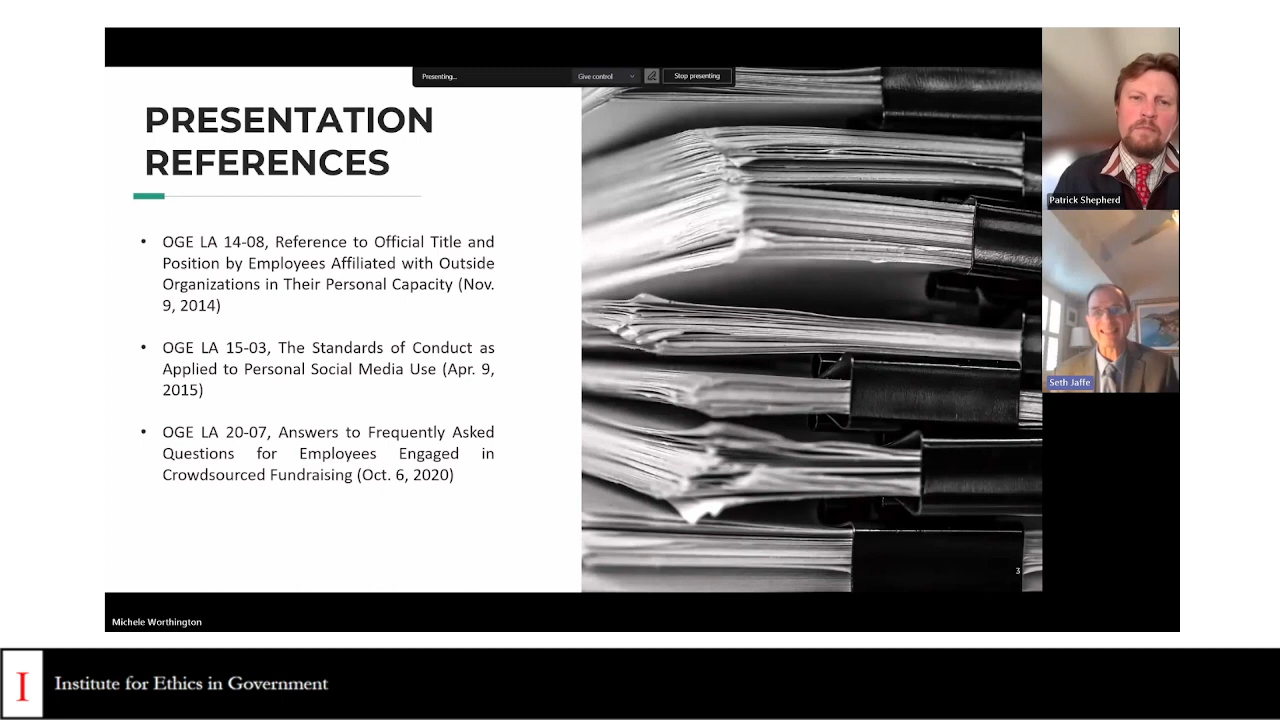 Presenting...
Give control
Stop presenting
PRESENTATION
REFERENCES
• OGE LA 14-08, Reference to Official Title and
Position by Employees Affiliated with Outside
Organizations in Their Personal Capacity (Nov.
9, 2014)
• OGE LA 15-03, The Standards of Conduct as
Applied to Personal Social Media Use (Apr. 9,
2015)
• OGE LA 20-07, Answers to Frequently Asked
Questions for Employees Engaged in
Crowdsourced Fundraising (Oct. 6, 2020)
3
Patrick Shepherd
Seth Jaffe
Michele Worthington
I
Institute for Ethics in Government